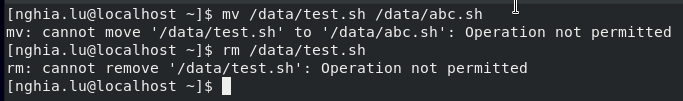 [nghia.lu@localhost ~]$ mv /data/test.sh /data/abc.sh
mv: cannot move '/data/test.sh' to '/data/abc.sh': Operation not permitted
[nghia.lu@localhost ~]$ rm /data/test.sh
rm: cannot remove '/data/test.sh': Operation not permitted
[nghia.lu@localhost ~]$